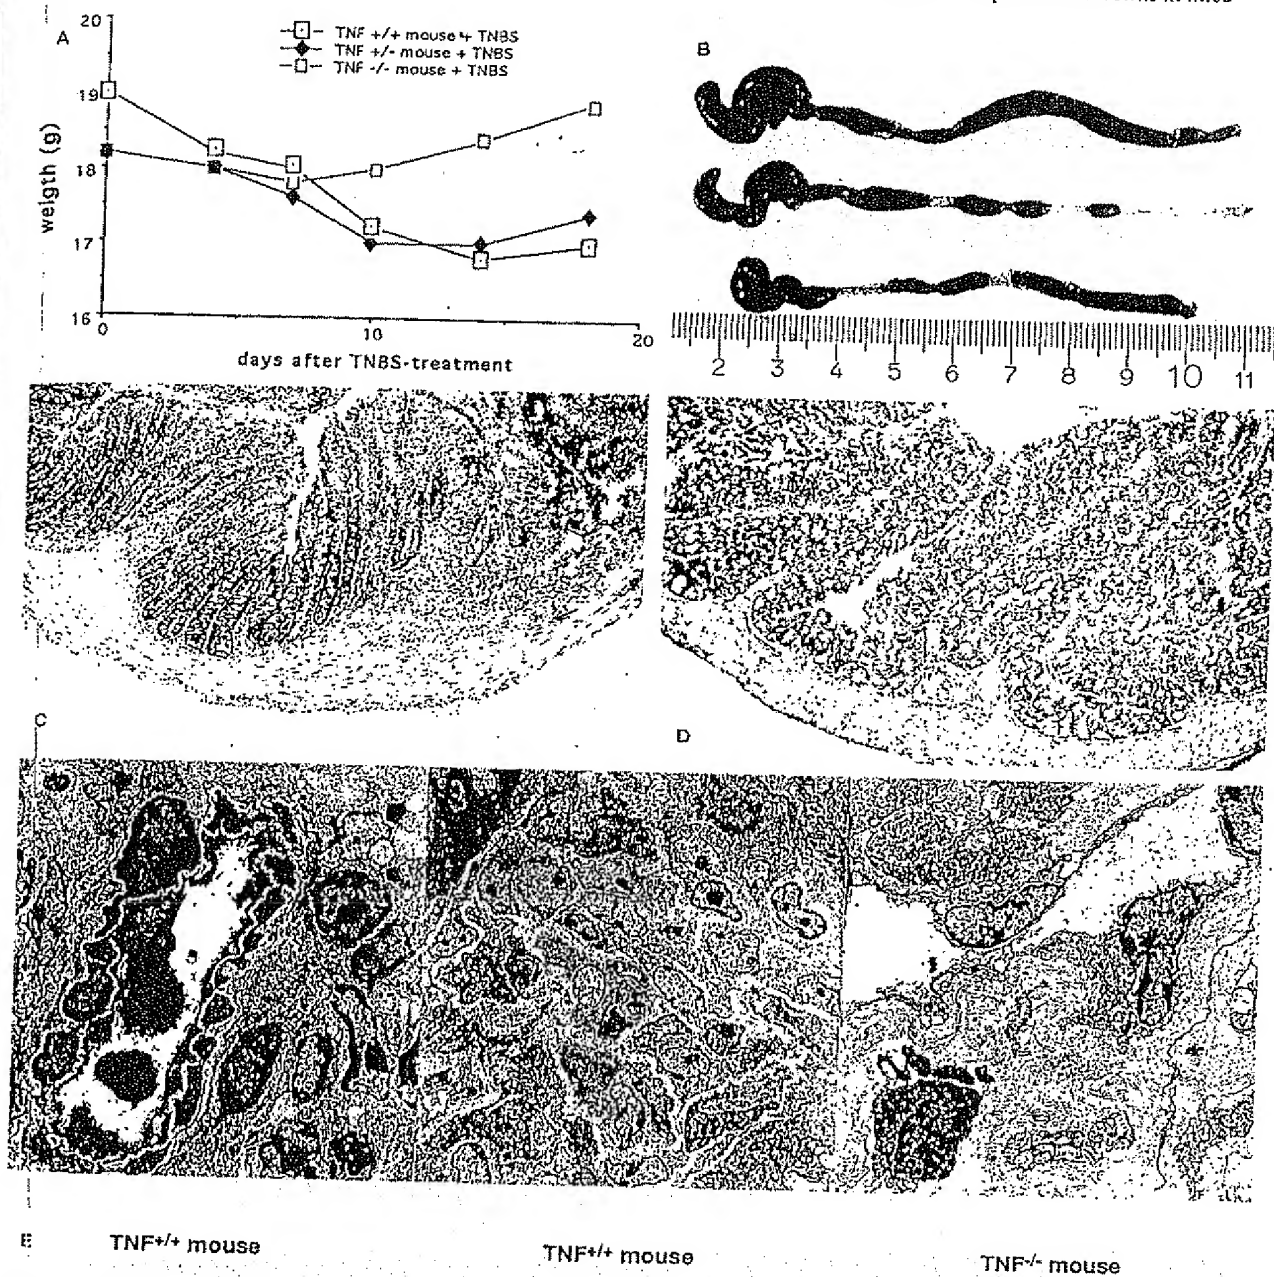 A
20
19
18
17
16
weigth (g)
TNF +/+ mouse + TNBS
TNF +/- mouse + TNBS
TNF -/- mouse + TNBS
0
10
20
days after TNBS-treatment
B
2 3 4 5 6 7 8 9 10 11
C
D
E
TNF+/+ mouse
TNF+/+ mouse
TNF-/- mouse